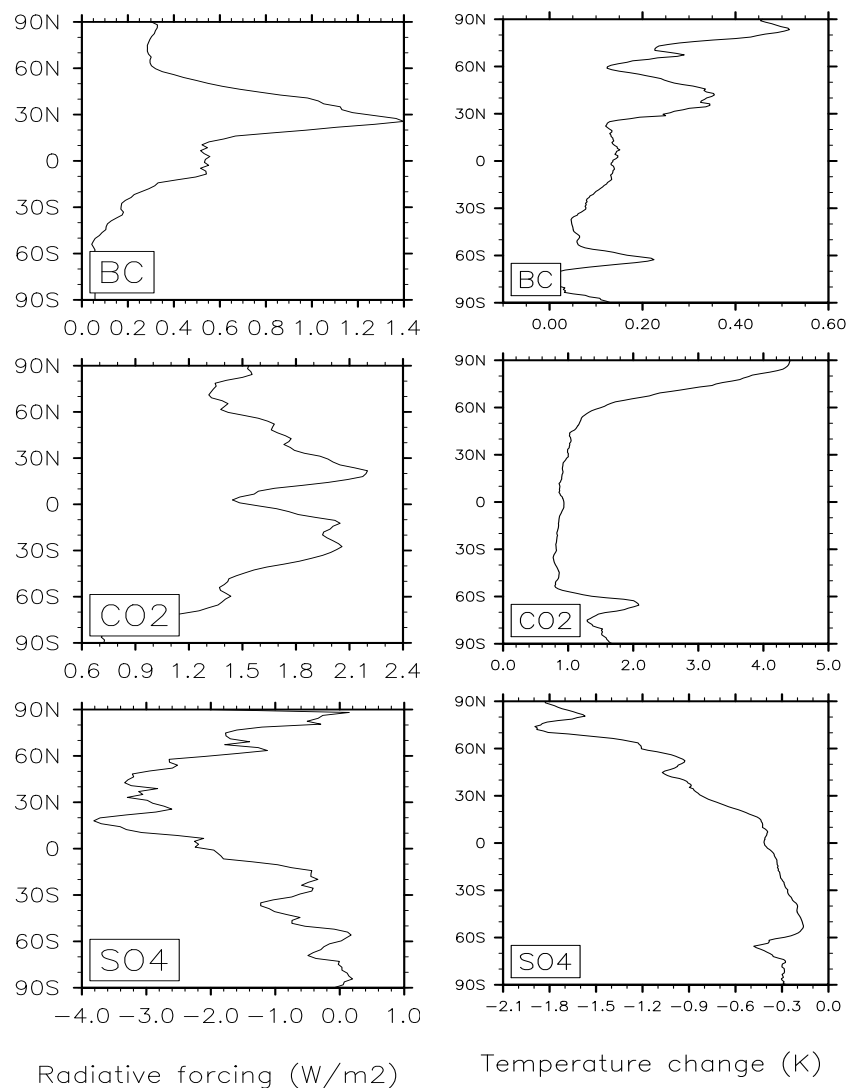 90N
60N
30N
0
30S
60S
90S
BC
0.0 0.2 0.4 0.6 0.8 1.0 1.2 1.4
90N
60N
30N
0
30S
60S
90S
BC
0.00 0.20 0.40 0.60
90N
60N
30N
0
30S
60S
90S
CO2
0.6 0.9 1.2 1.5 1.8 2.1 2.4
90N
60N
30N
0
30S
60S
90S
CO2
0.0 1.0 2.0 3.0 4.0 5.0
90N
60N
30N
0
30S
60S
90S
SO4
−4.0 −3.0 −2.0 −1.0 0.0 1.0
90N
60N
30N
0
30S
60S
90S
SO4
−2.1 −1.8 −1.5 −1.2 −0.9 −0.6 −0.3 0.0
Radiative forcing (W/m2)
Temperature change (K)